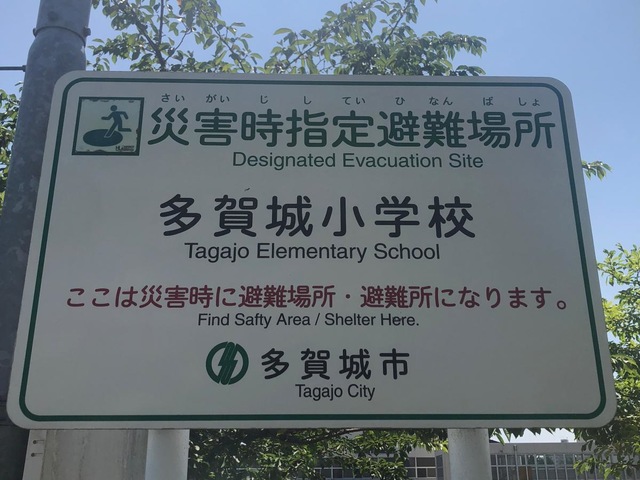 さいがいじしていひなんばしょ
災害時指定避難場所
Designated Evacuation Site
多賀城小学校
Tagajo Elementary School
ここは災害時に避難場所・避難所になります。
Find Safty Area / Shelter Here.
多賀城市
Tagajo City